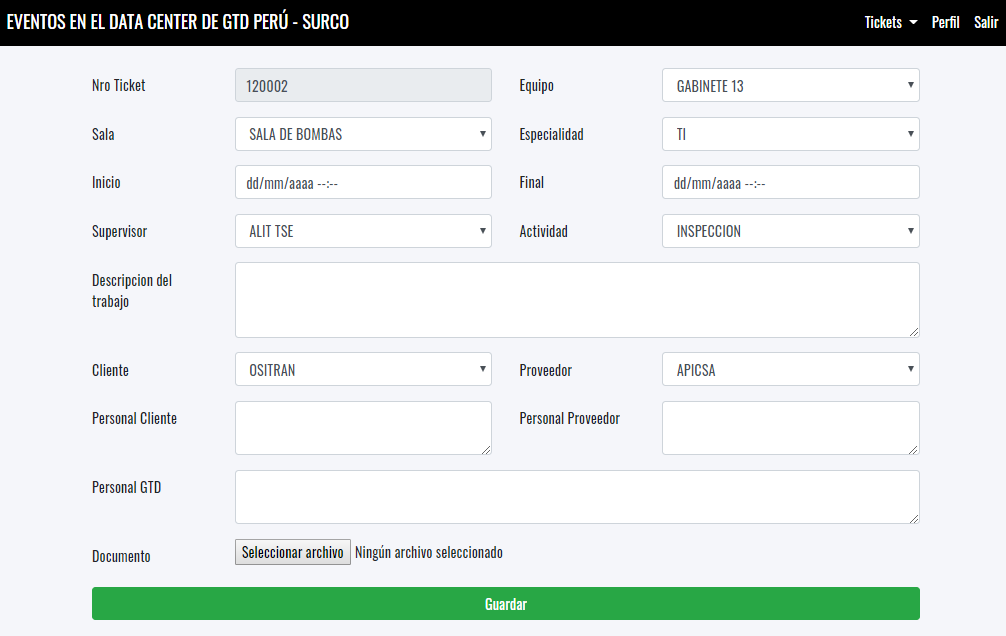 EVENTOS EN EL DATA CENTER DE GTD PERÚ - SURCO
Tickets Perfil Salir
Nro Ticket 120002 Equipo GABINETE 13
Sala SALA DE BOMBAS Especialidad TI
Inicio dd/mm/aaaa --:-- Final dd/mm/aaaa --:--
Supervisor ALIT TSE Actividad INSPECCION
Descripcion del
trabajo
Cliente OSITRAN Proveedor APICSA
Personal Cliente Personal Proveedor
Personal GTD
Documento Seleccionar archivo Ningún archivo seleccionado
Guardar